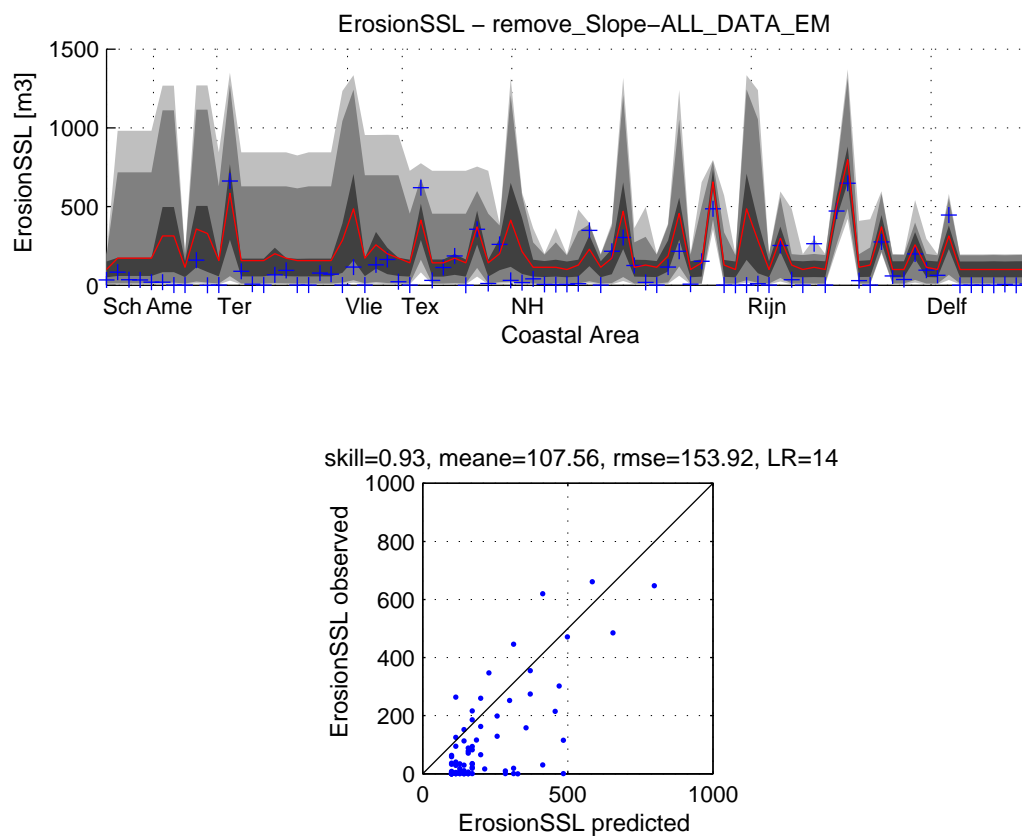 ErosionSSL − remove_Slope−ALL_DATA_EM
1500
1000
500
0
ErosionSSL [m3]
Sch Ame Ter Vlie Tex NH Rijn Delf
Coastal Area
skill=0.93, meane=107.56, rmse=153.92, LR=14
1000
800
600
400
200
0
ErosionSSL observed
0 500 1000
ErosionSSL predicted